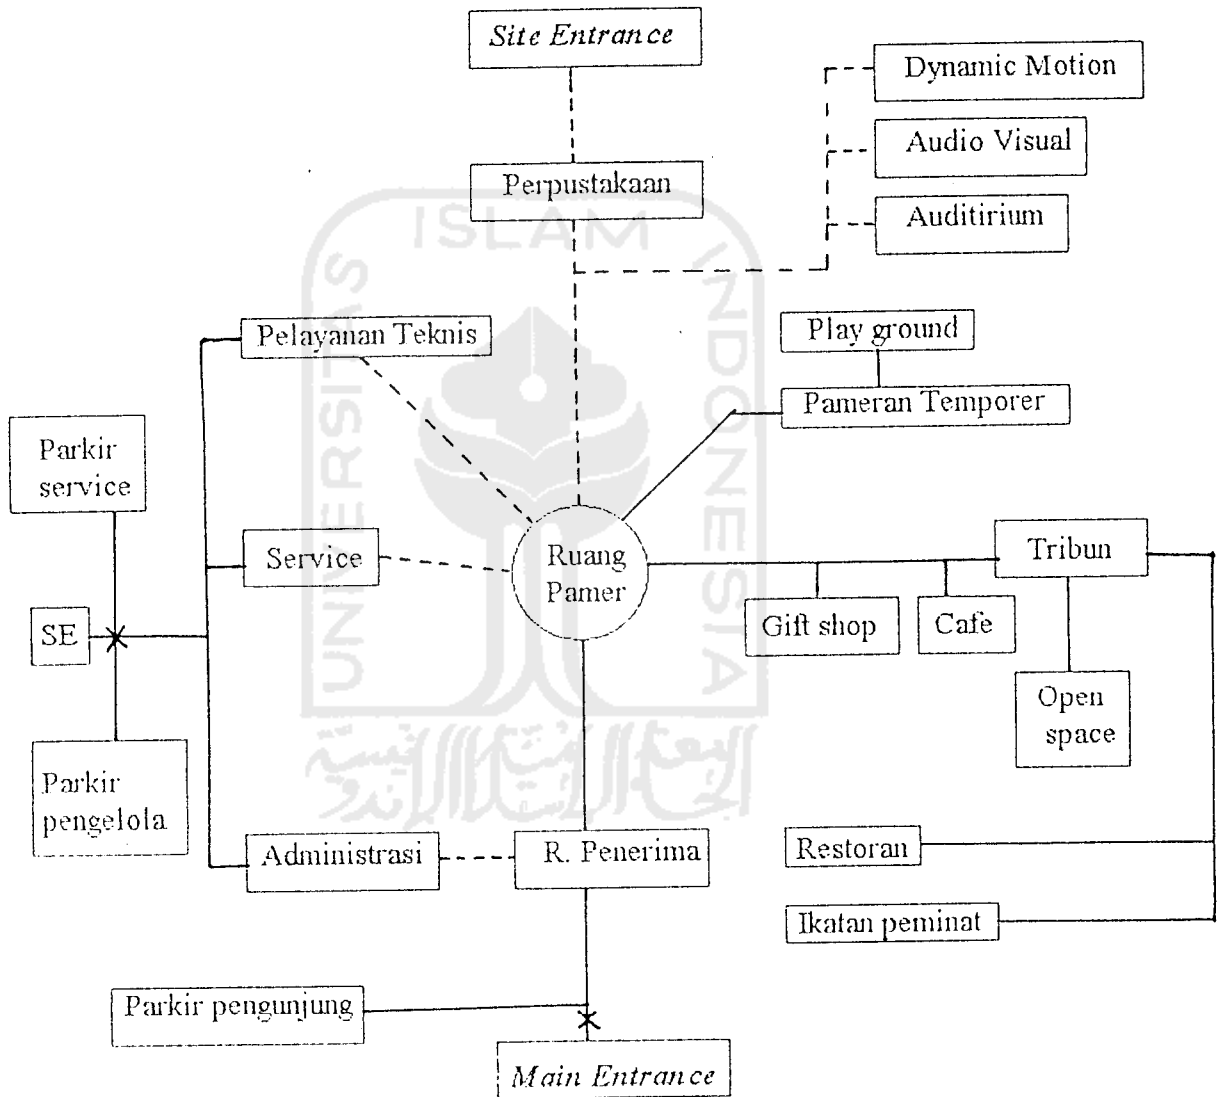 Site Entrance
Dynamic Motion
Audio Visual
Perpustakaan
Auditirium
ISLAM
UNIVERSITAS
INDONESIA
Play ground
Pelayanan Teknis
Pameran Temporer
Parkir
service
Service
Ruang
Pamer
Tribun
SE
Gift shop
Cafe
Open
space
Parkir
pengelola
Administrasi
R. Penerima
Restoran
Ikatan peminat
Parkir pengunjung
Main Entrance